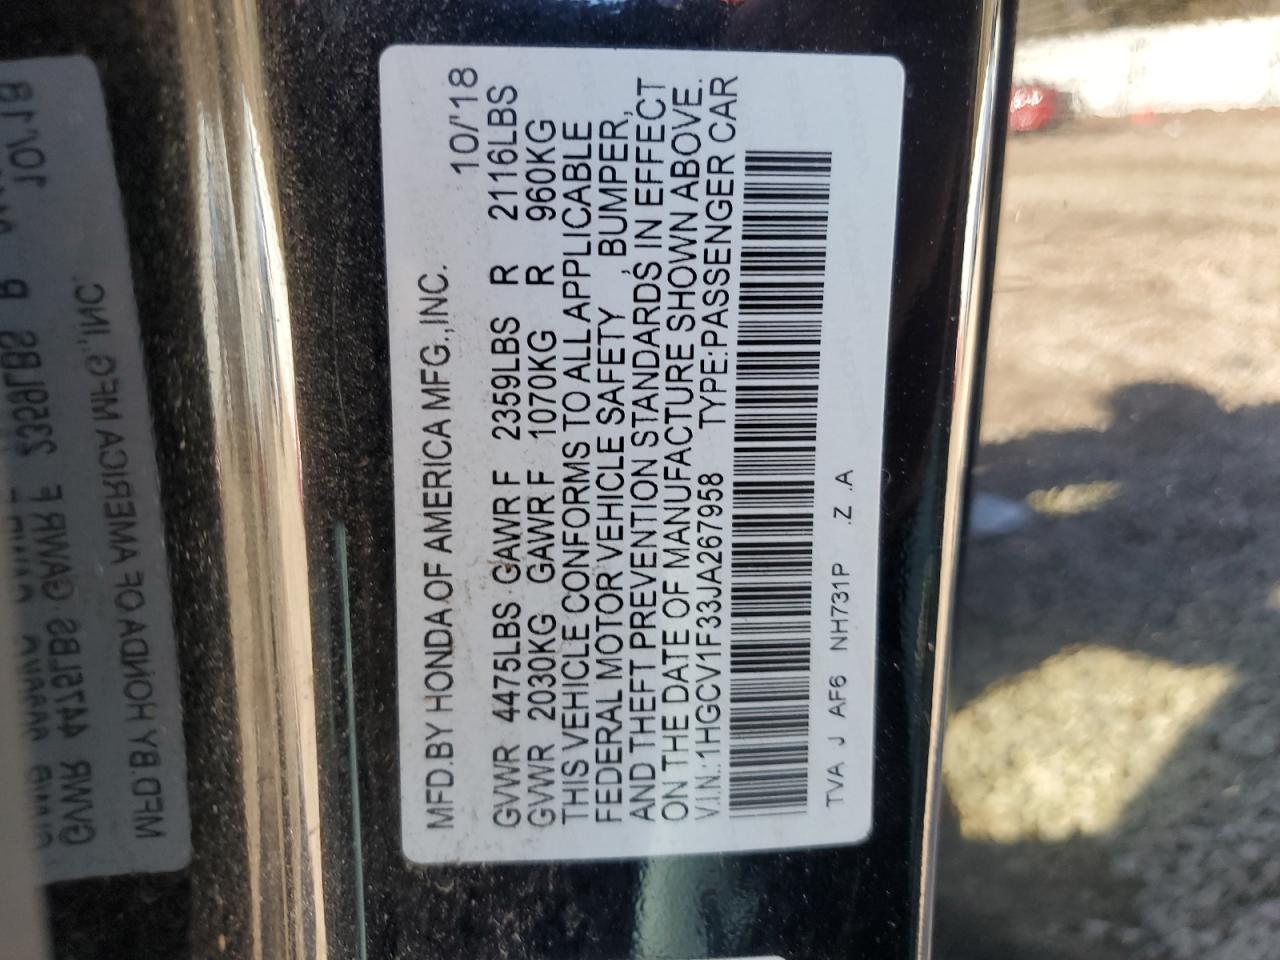 MFD.BY HONDA OF AMERICA MFG.,INC. 10/'18
GVWR 4475LBS GAWR F 2359LBS R 2116LBS
GVWR 2030KG GAWR F 1070KG R 960KG
THIS VEHICLE CONFORMS TO ALL APPLICABLE
FEDERAL MOTOR VEHICLE SAFETY, BUMPER,
AND THEFT PREVENTION STANDARDS IN EFFECT
ON THE DATE OF MANUFACTURE SHOWN ABOVE.
V.I.N.:1HGCV1F33JA267958 TYPE:PASSENGER CAR
TVA J AF6 NH731P .Z .A